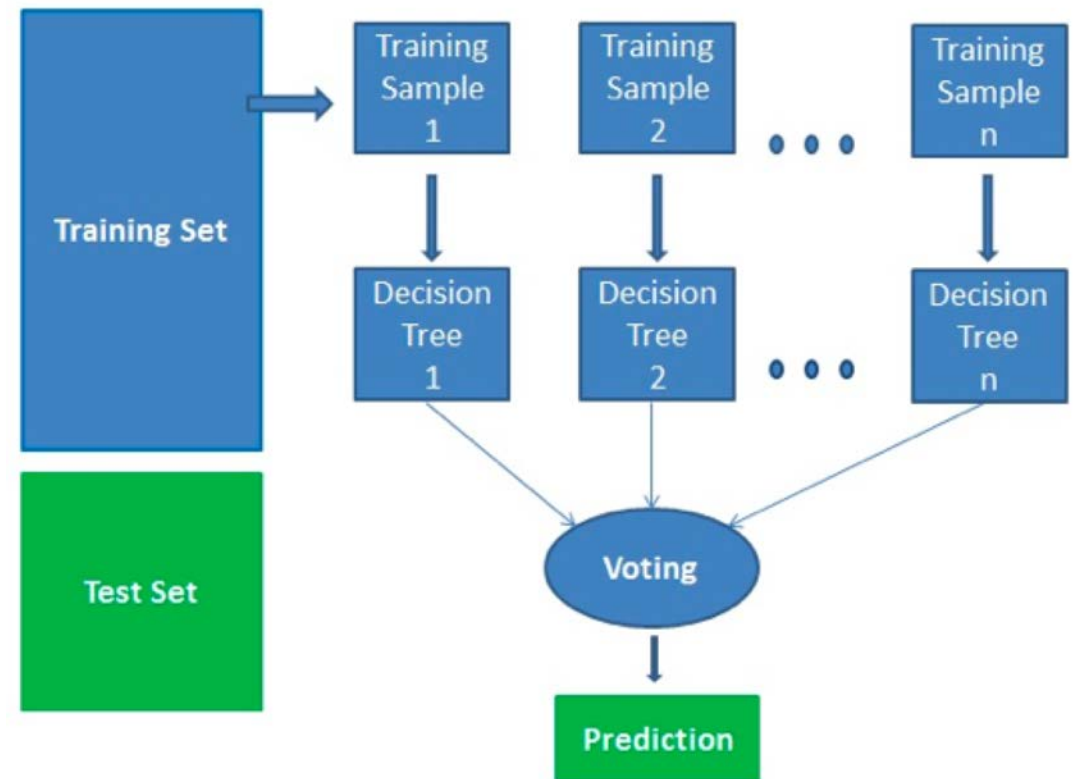 Training Set
Training
Sample
1
Training
Sample
2
Training
Sample
n
Decision
Tree
1
Decision
Tree
2
Decision
Tree
n
Voting
Test Set
Prediction